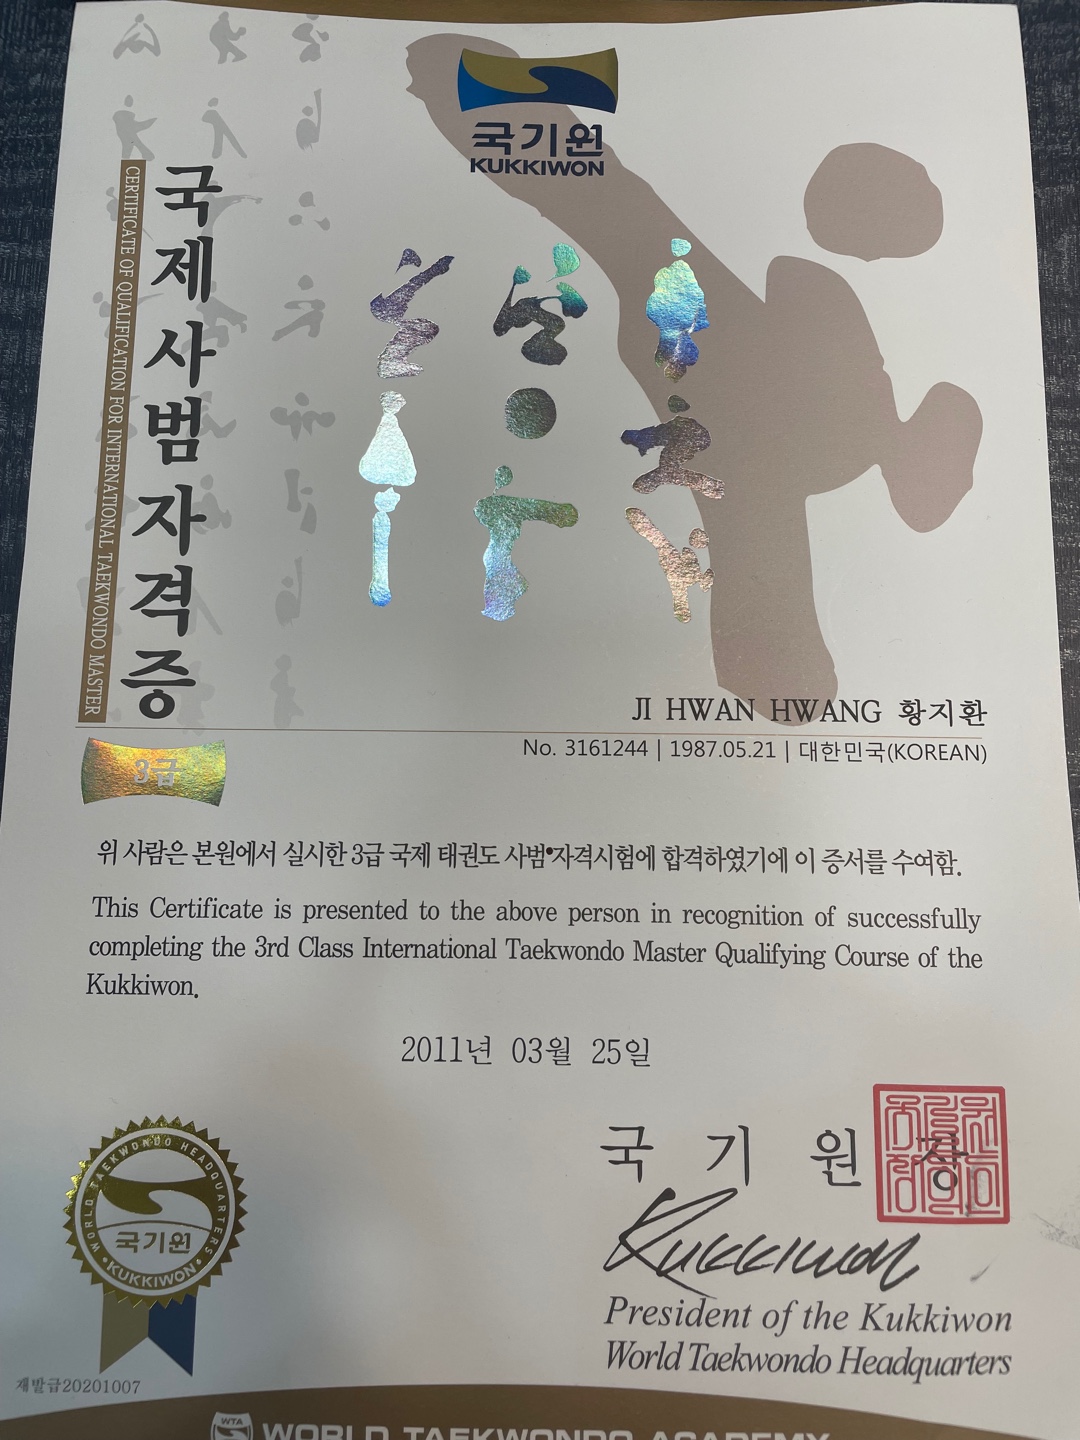 국기원
KUKKIWON
국제사범자격증
CERTIFICATE OF QUALIFICATION FOR INTERNATIONAL TAEKWONDO MASTER
JI HWAN HWANG 황지환
No. 3161244 | 1987.05.21 | 대한민국(KOREAN)
3급
위 사람은 본원에서 실시한 3급 국제 태권도 사범•자격시험에 합격하였기에 이 증서를 수여함.
This Certificate is presented to the above person in recognition of successfully
completing the 3rd Class International Taekwondo Master Qualifying Course of the
Kukkiwon.
2011년 03월 25일
국 기 원 장
Kukkiwon
President of the Kukkiwon
World Taekwondo Headquarters
WORLD TAEKWONDO HEADQUARTERS
국기원
•KUKKIWON•
재발급20201007
WTA
WORLD TAEKWONDO ACADEMY